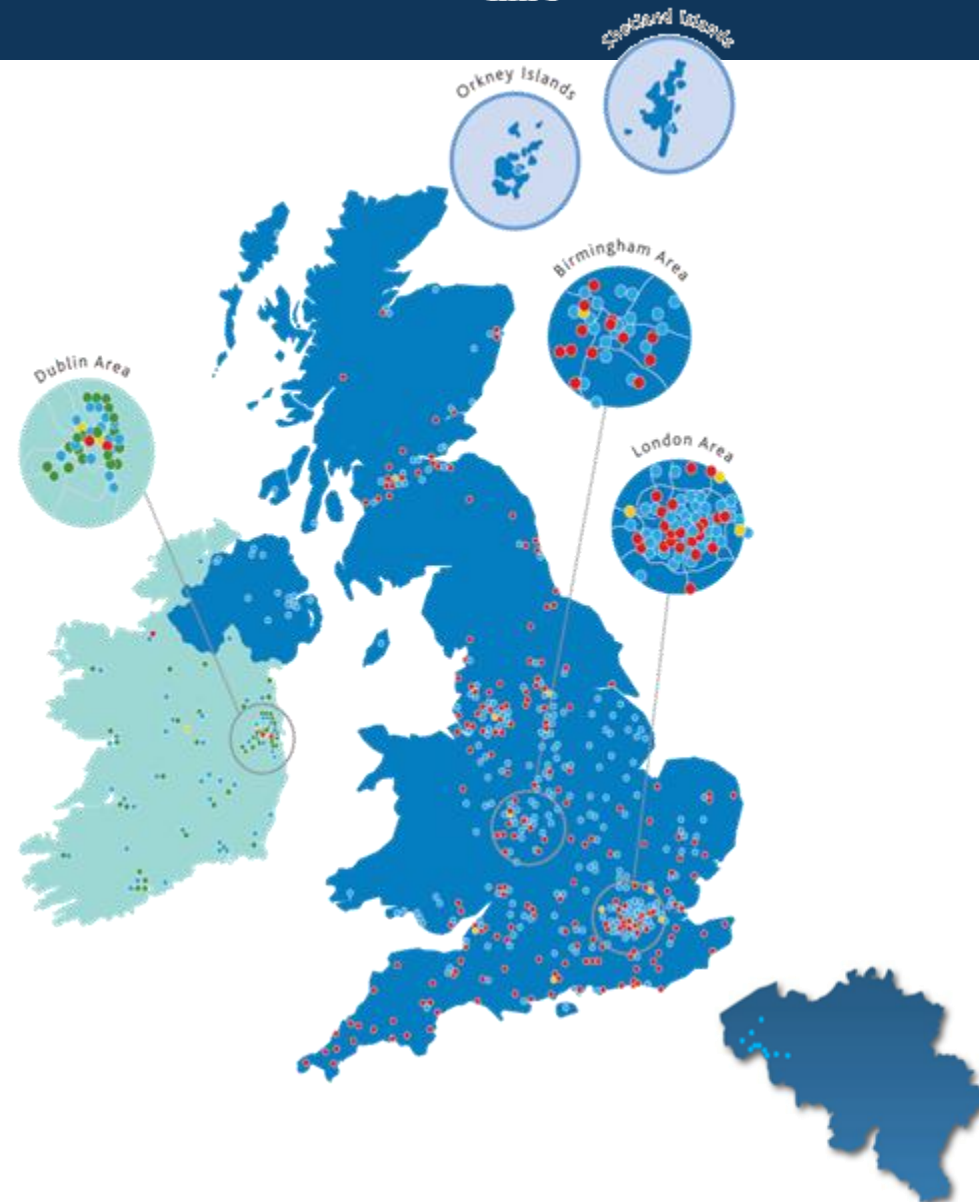 Shetland Islands
Orkney Islands
Birmingham Area
Dublin Area
London Area